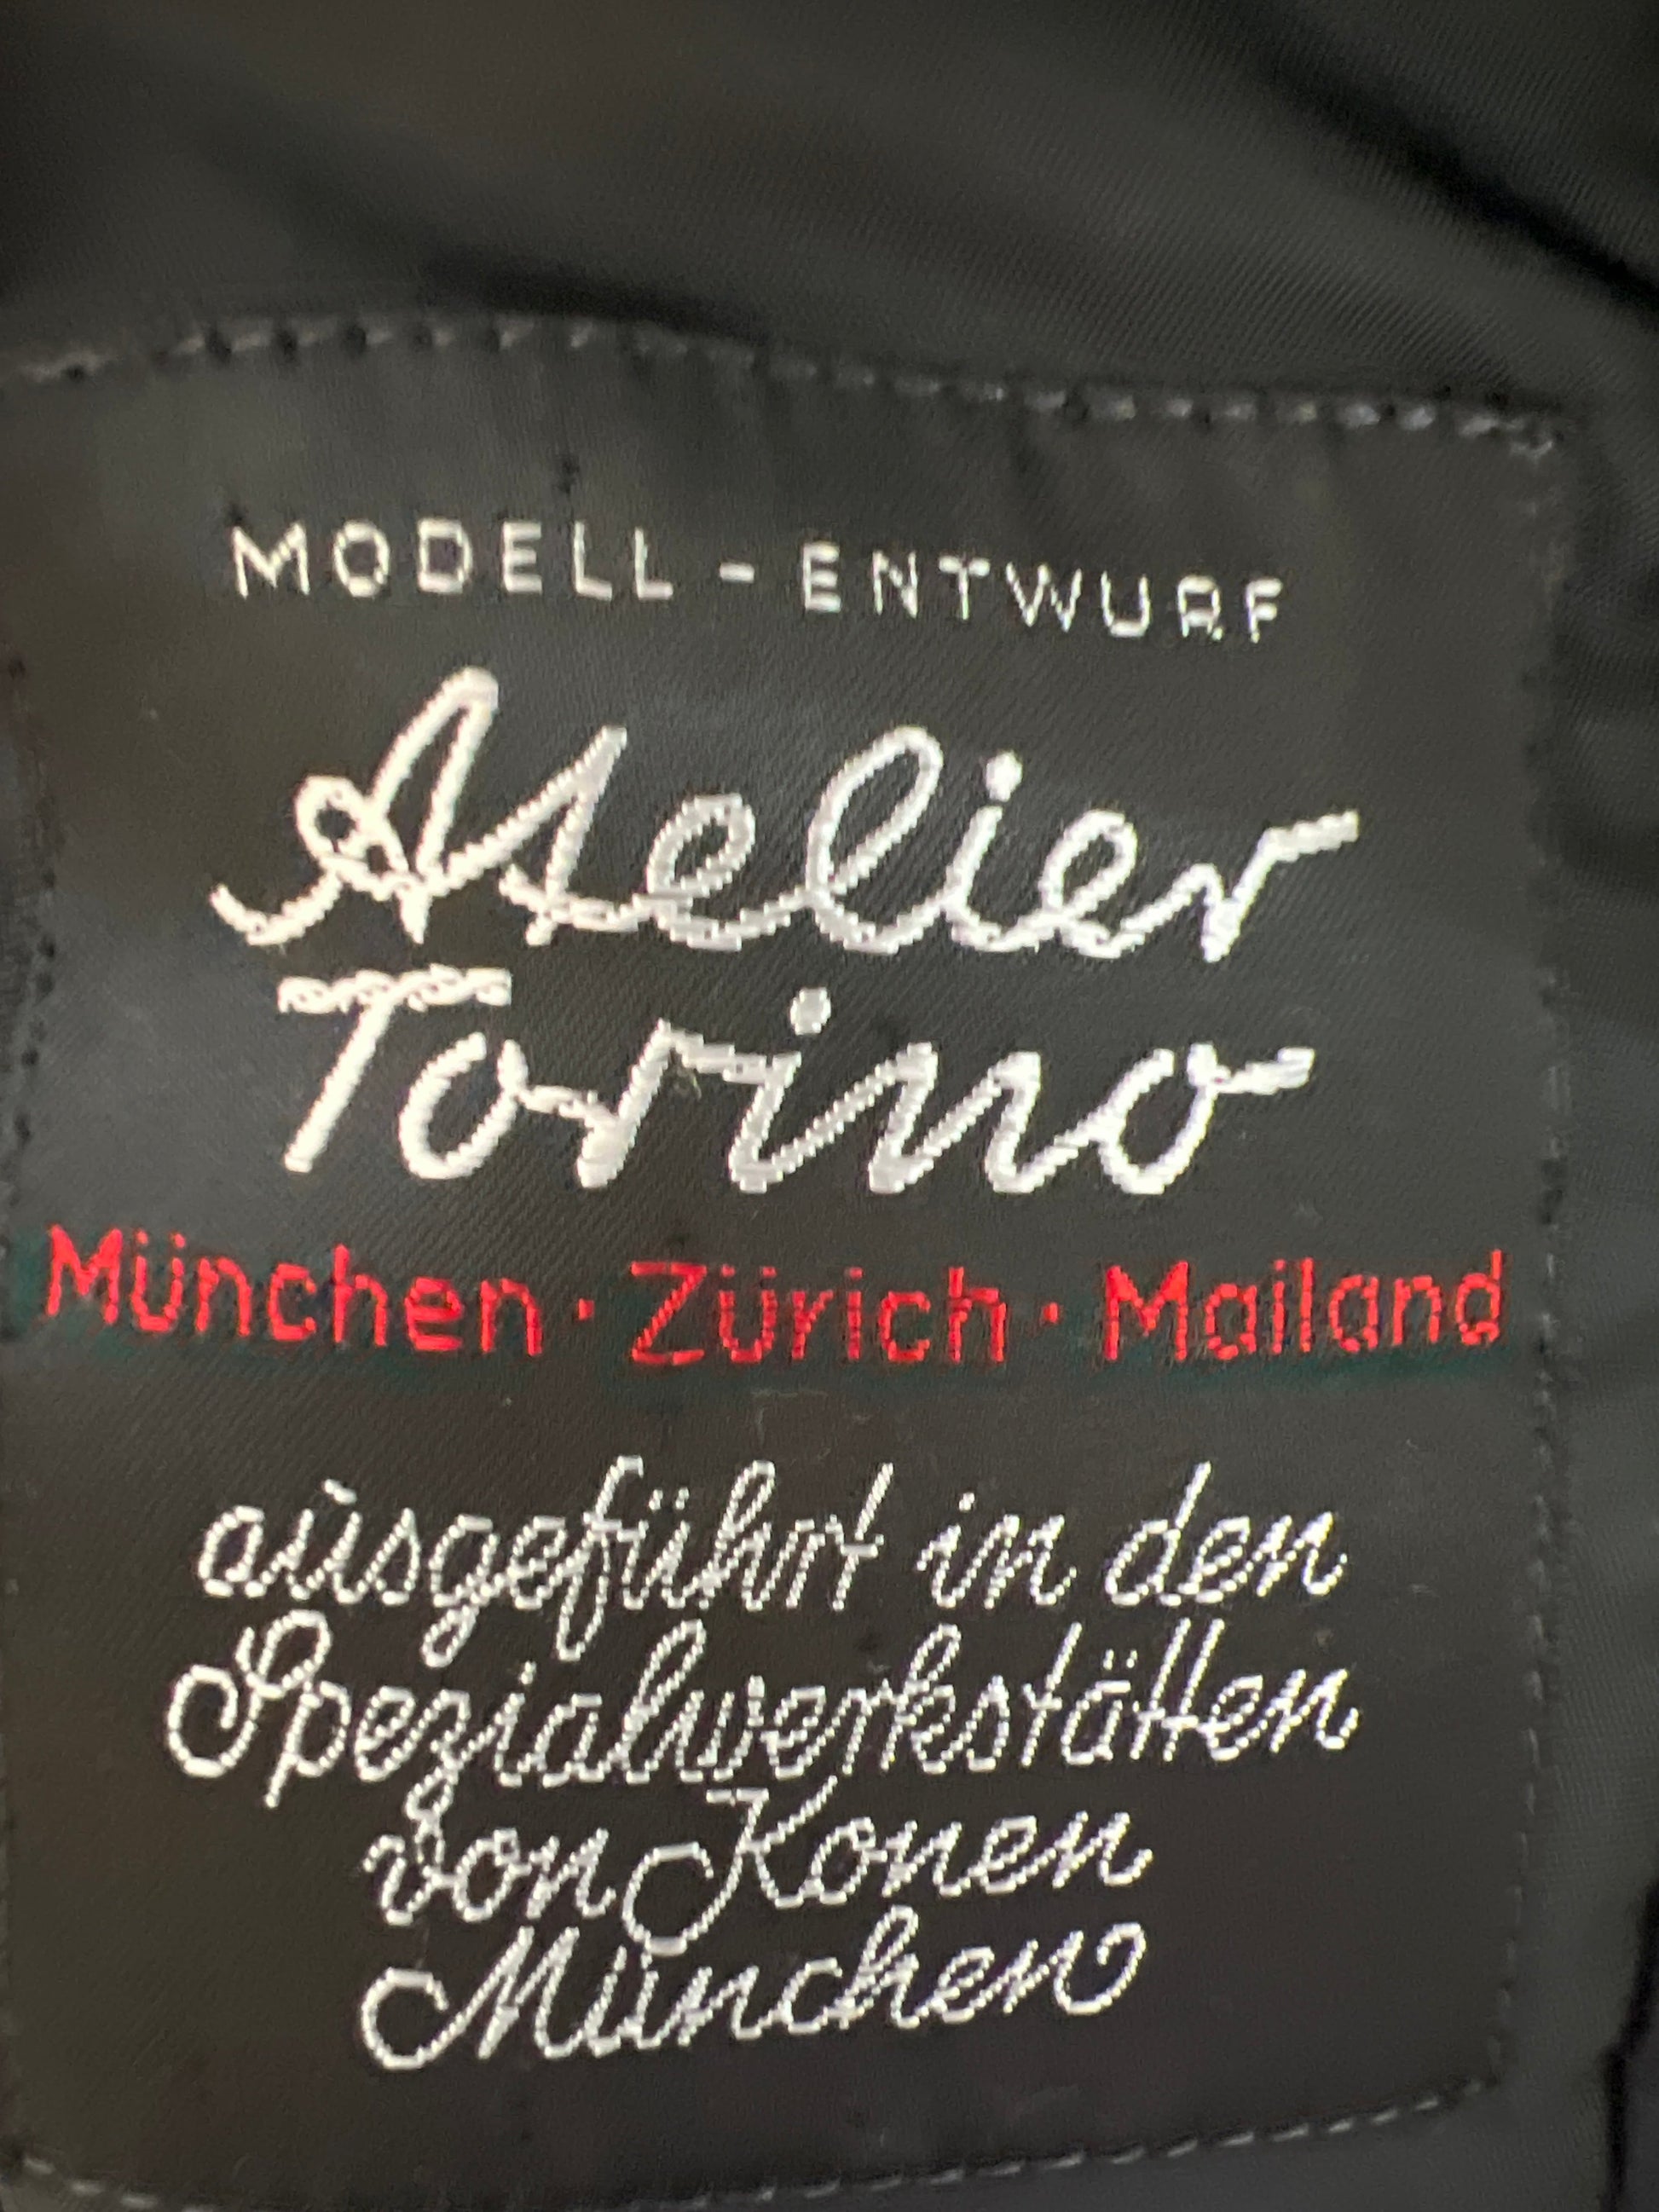 MODELL - ENTWURF
Atelier
Torino
München · Zürich · Mailand
ausgeführt in den
Spezialwerkstätten
von Konen
München